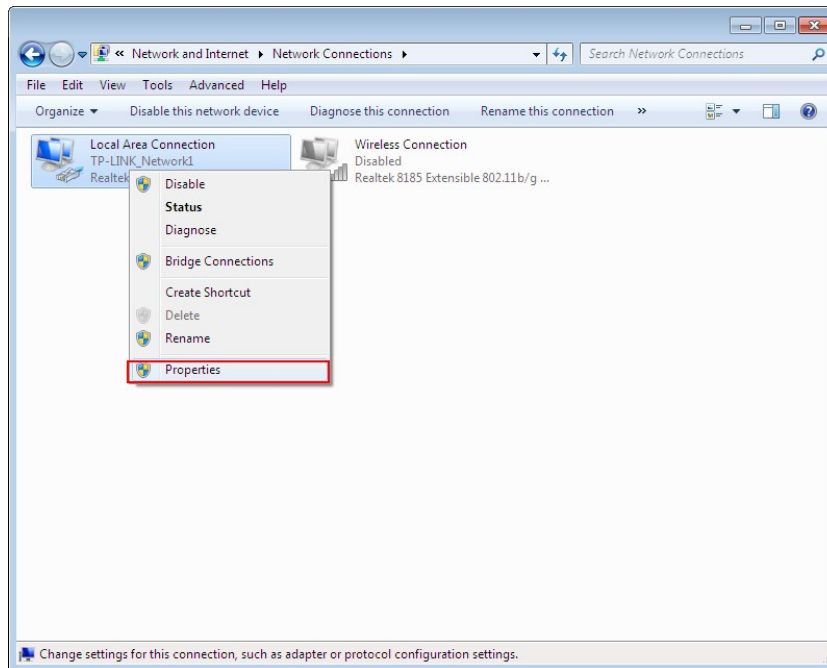 « Network and Internet ▸ Network Connections ▸
Search Network Connections
File Edit View Tools Advanced Help
Organize ▾ Disable this network device Diagnose this connection Rename this connection »
Local Area Connection
TP-LINK_Network1
Realtek
Wireless Connection
Disabled
Realtek 8185 Extensible 802.11b/g ...
Disable
Status
Diagnose
Bridge Connections
Create Shortcut
Delete
Rename
Properties
Change settings for this connection, such as adapter or protocol configuration settings.